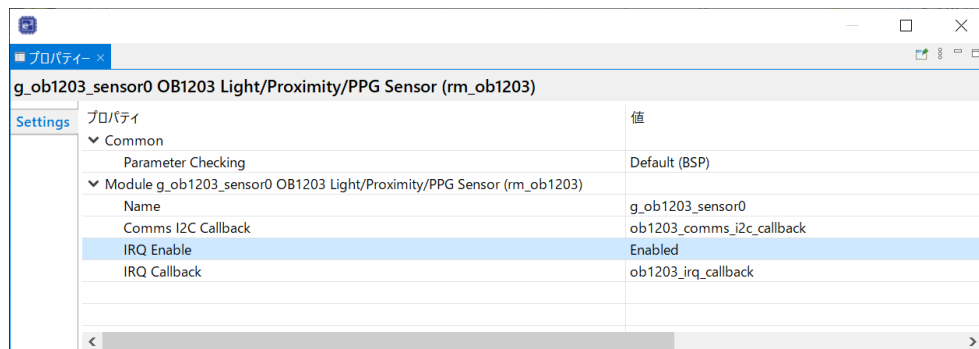 プロパティー ×
g_ob1203_sensor0 OB1203 Light/Proximity/PPG Sensor (rm_ob1203)
Settings
プロパティ 値
Common
Parameter Checking Default (BSP)
Module g_ob1203_sensor0 OB1203 Light/Proximity/PPG Sensor (rm_ob1203)
Name g_ob1203_sensor0
Comms I2C Callback ob1203_comms_i2c_callback
IRQ Enable Enabled
IRQ Callback ob1203_irq_callback